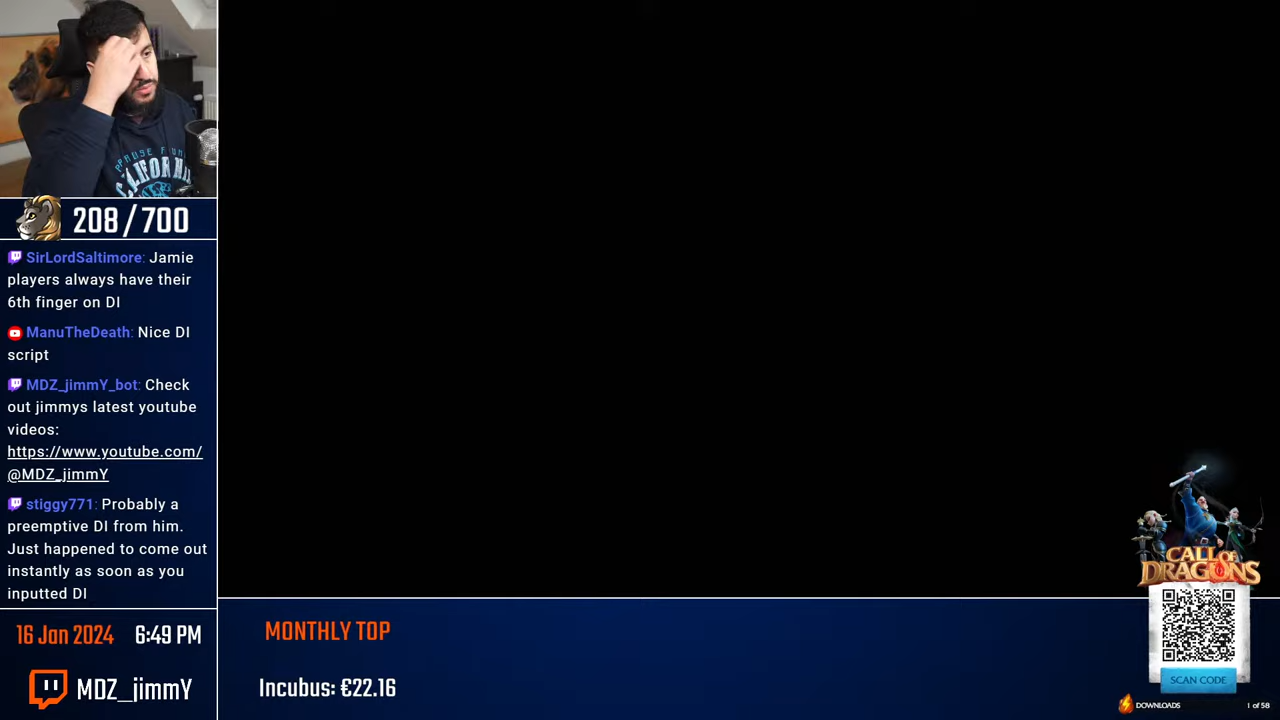 208 / 700
SirLordSaltimore: Jamie
players always have their
6th finger on DI
ManuTheDeath: Nice DI
script
MDZ_jimmY_bot: Check
out jimmys latest youtube
videos:
https://www.youtube.com/
@MDZ_jimmY
stiggy771: Probably a
preemptive DI from him.
Just happened to come out
instantly as soon as you
inputted DI
16 Jan 2024 6:49 PM
MDZ_jimmY
MONTHLY TOP
Incubus: €22.16
CALL OF
DRAGONS
SCAN CODE
DOWNLOADS
1 of 58